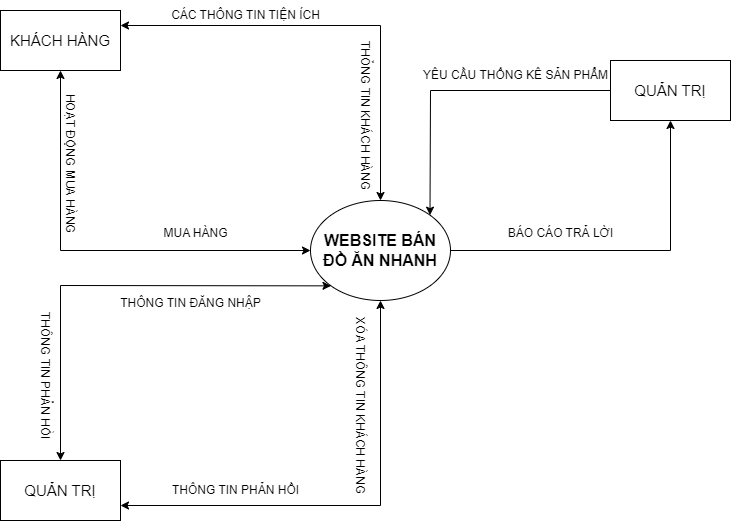 CÁC THÔNG TIN TIỆN ÍCH
KHÁCH HÀNG
THÔNG TIN KHÁCH HÀNG
YÊU CẦU THỐNG KÊ SẢN PHẨM
QUẢN TRỊ
HOẠT ĐỘNG MUA HÀNG
MUA HÀNG
WEBSITE BÁN
ĐỒ ĂN NHANH
BÁO CÁO TRẢ LỜI
THÔNG TIN ĐĂNG NHẬP
THÔNG TIN PHẢN HỒI
XÓA THÔNG TIN KHÁCH HÀNG
QUẢN TRỊ
THÔNG TIN PHẢN HỒI